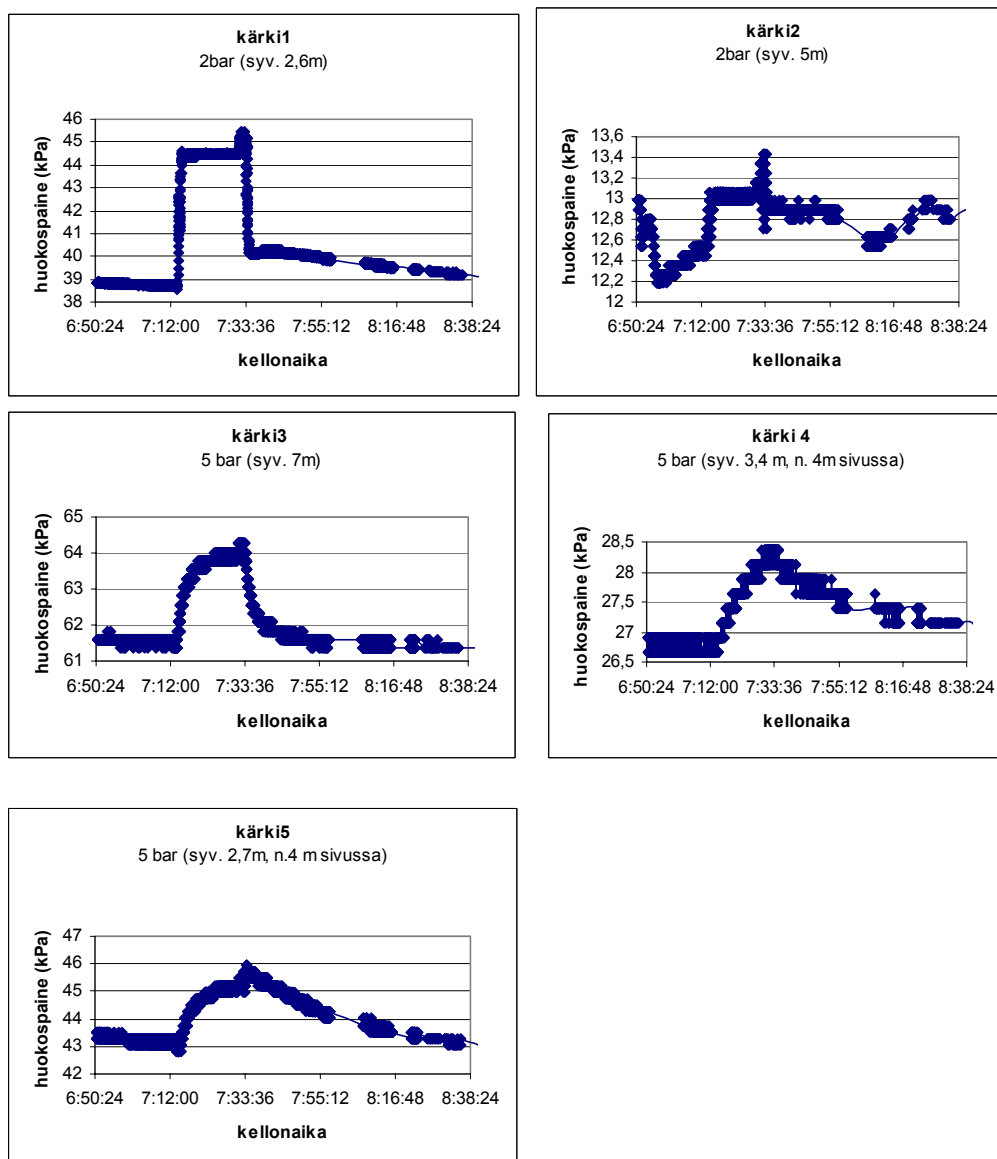 kärki1
2bar (syv. 2,6m)
huokospaine (kPa)
46
45
44
43
42
41
40
39
38
6:50:24 7:12:00 7:33:36 7:55:12 8:16:48 8:38:24
kellonaika
kärki2
2bar (syv. 5m)
huokospaine (kPa)
13,6
13,4
13,2
13
12,8
12,6
12,4
12,2
12
6:50:24 7:12:00 7:33:36 7:55:12 8:16:48 8:38:24
kellonaika
kärki3
5 bar (syv. 7m)
huokospaine (kPa)
65
64
63
62
61
6:50:24 7:12:00 7:33:36 7:55:12 8:16:48 8:38:24
kellonaika
kärki 4
5 bar (syv. 3,4 m, n. 4m sivussa)
huokospaine (kPa)
28,5
28
27,5
27
26,5
6:50:24 7:12:00 7:33:36 7:55:12 8:16:48 8:38:24
kellonaika
kärki5
5 bar (syv. 2,7m, n.4 m sivussa)
huokospaine (kPa)
47
46
45
44
43
42
6:50:24 7:12:00 7:33:36 7:55:12 8:16:48 8:38:24
kellonaika